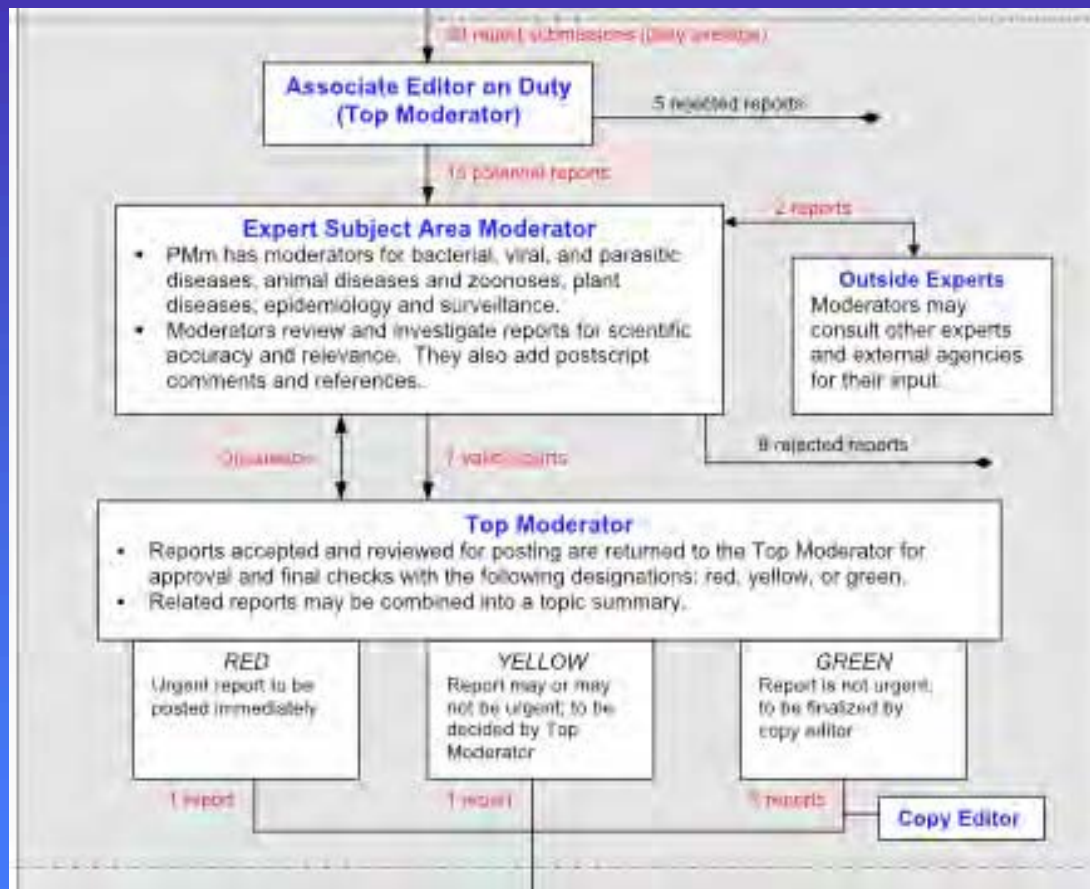 report submissions (daily average)
Associate Editor on Duty
(Top Moderator)
5 rejected reports
15 potential reports
Expert Subject Area Moderator
2 reports
• PMm has moderators for bacterial, viral, and parasitic
diseases, animal diseases and zoonoses, plant
diseases, epidemiology and surveillance.
• Moderators review and investigate reports for scientific
accuracy and relevance. They also add postscript
comments and references.
Outside Experts
Moderators may
consult other experts
and external agencies
for their input.
rejected reports
7 valid reports
Top Moderator
• Reports accepted and reviewed for posting are returned to the Top Moderator for
approval and final checks with the following designations: red, yellow, or green.
• Related reports may be combined into a topic summary.
RED
Urgent report to be
posted immediately
YELLOW
Report may or may
not be urgent; to be
decided by Top
Moderator
GREEN
Report is not urgent;
to be finalized by
copy editor
1 report
1 report
reports
Copy Editor